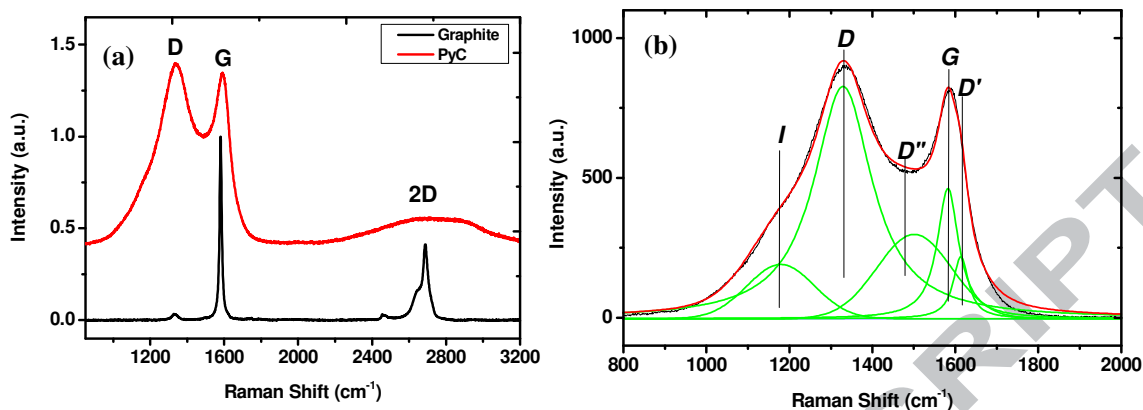 (a)
D
G
2D
Graphite
PyC
1.5
1.0
0.5
0.0
Intensity (a.u.)
1200 1600 2000 2400 2800 3200
Raman Shift (cm⁻¹)
(b)
I
D
D"
G
D'
1000
500
0
Intensity (a.u.)
800 1000 1200 1400 1600 1800 2000
Raman Shift (cm⁻¹)
SCRIPT